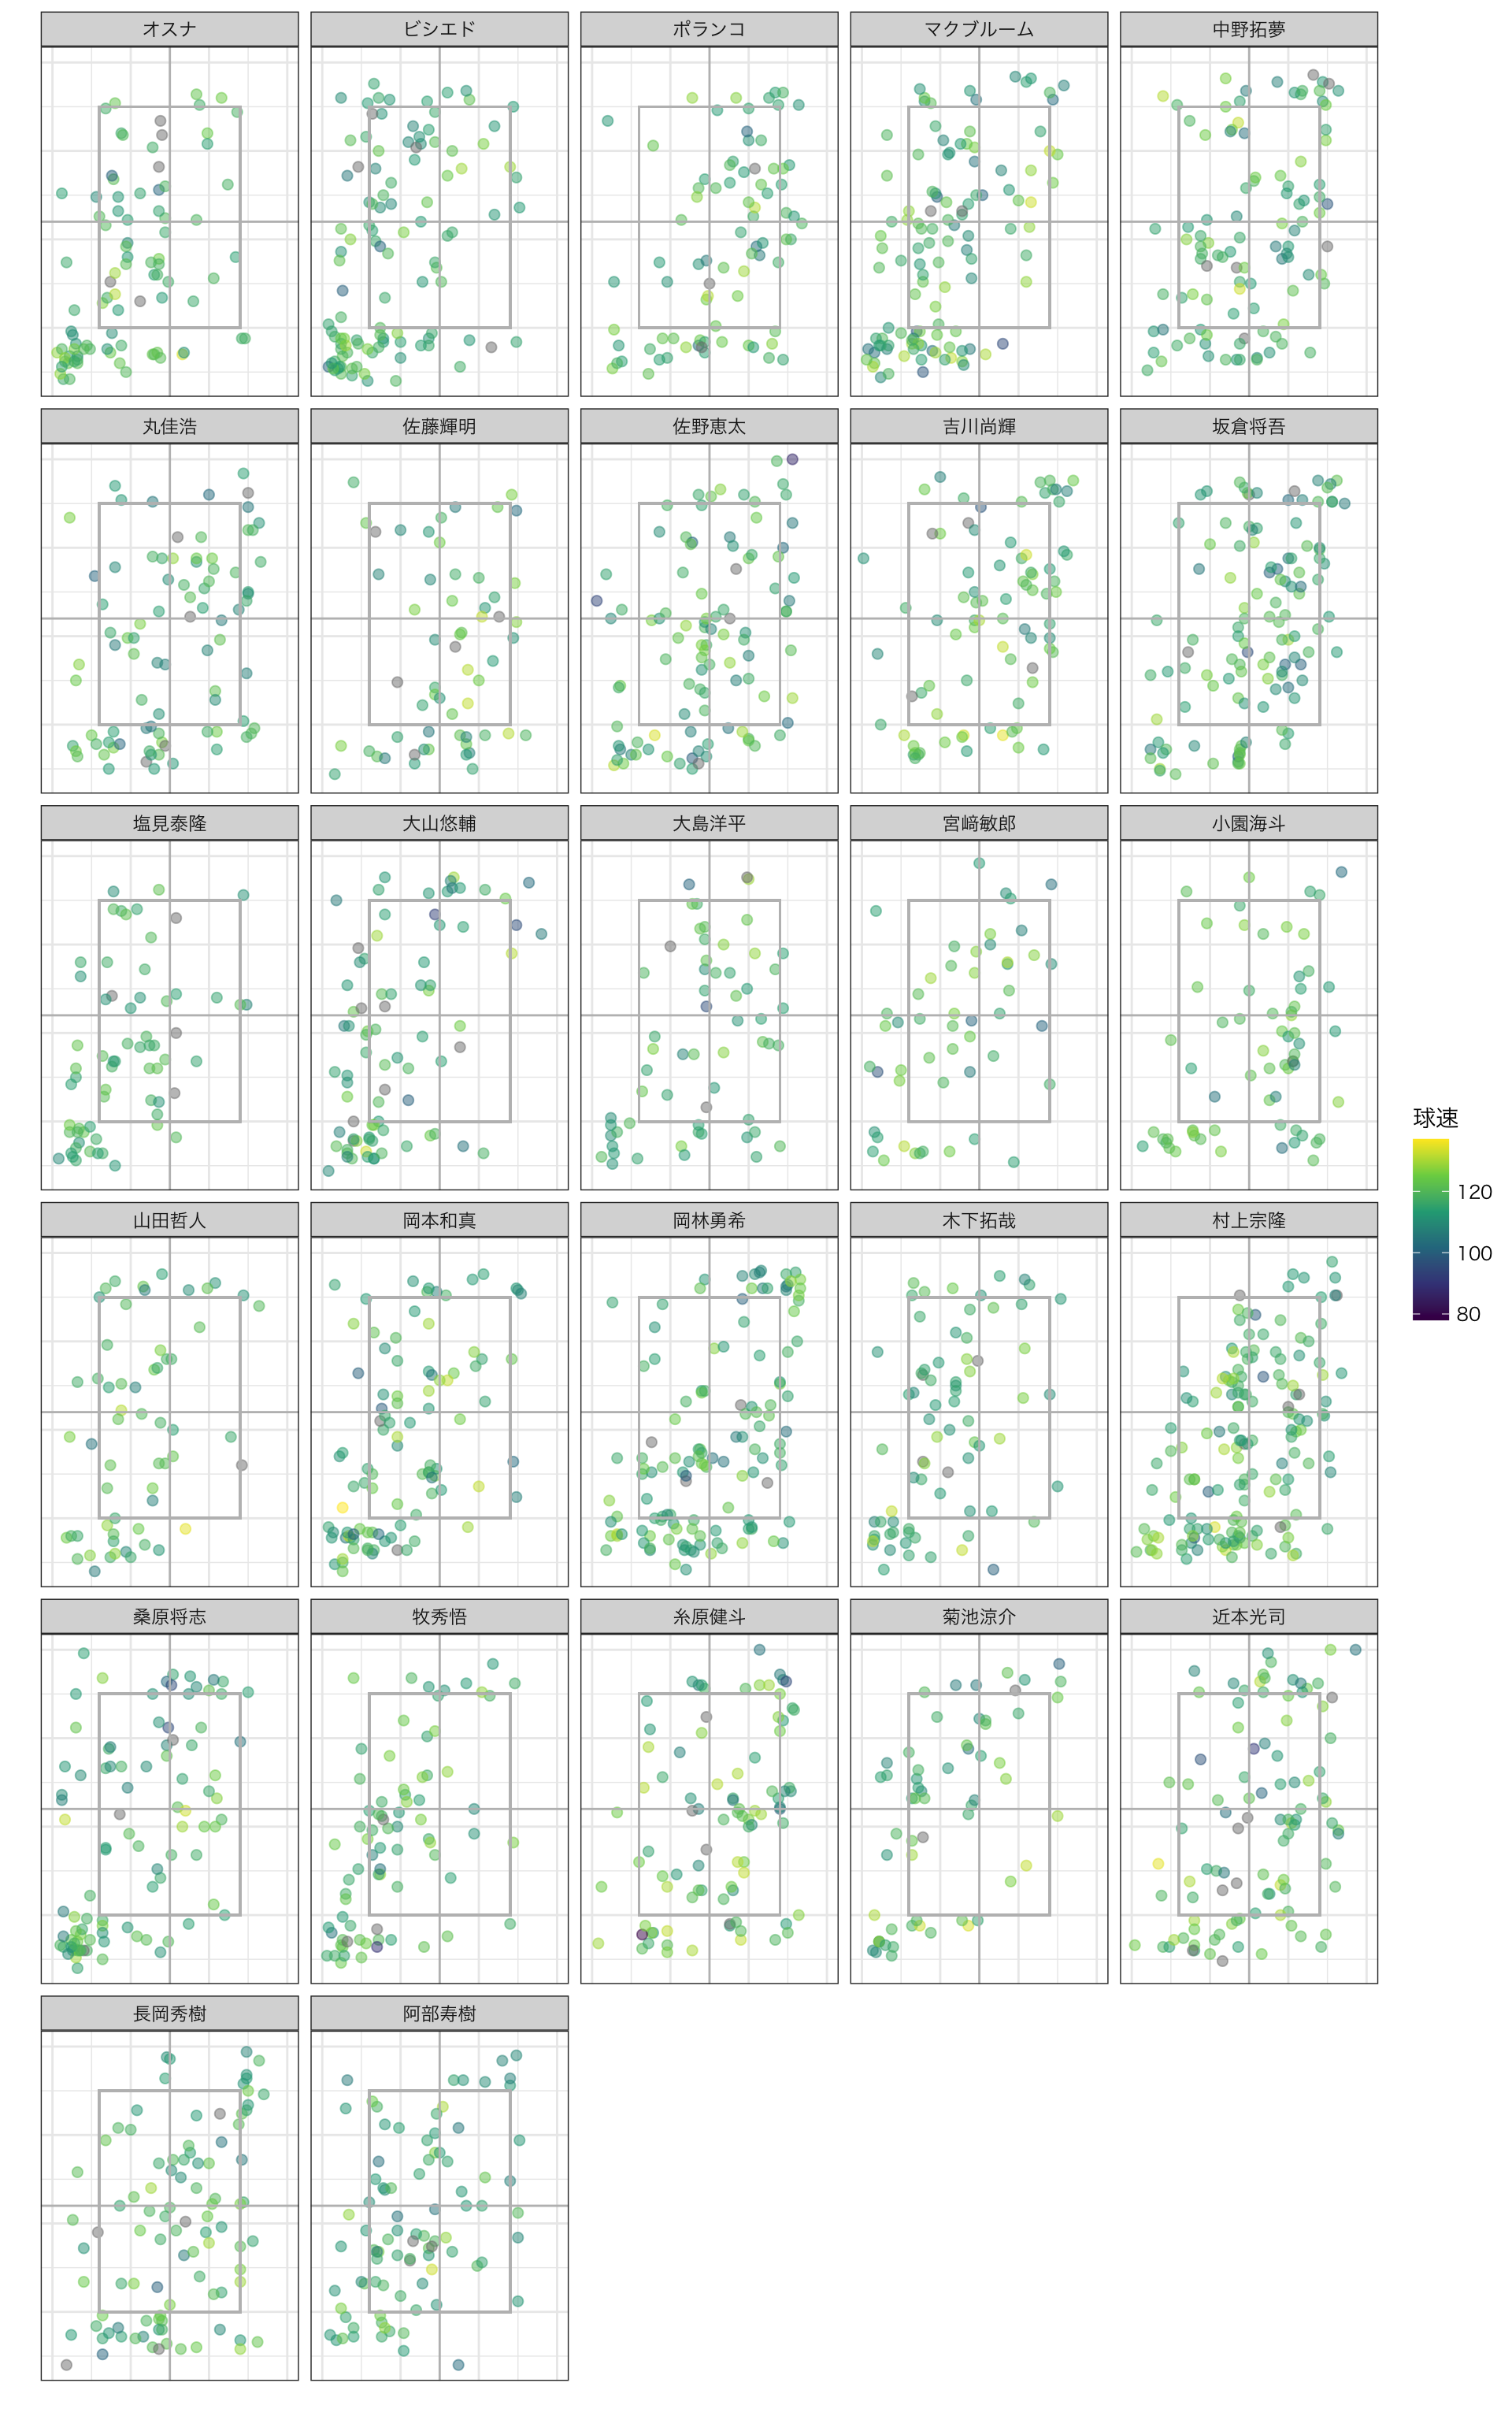 オスナ
ビシエド
ポランコ
マクブルーム
中野拓夢
丸佳浩
佐藤輝明
佐野恵太
吉川尚輝
坂倉将吾
塩見泰隆
大山悠輔
大島洋平
宮﨑敏郎
小園海斗
球速
120
100
80
山田哲人
岡本和真
岡林勇希
木下拓哉
村上宗隆
桑原将志
牧秀悟
糸原健斗
菊池涼介
近本光司
長岡秀樹
阿部寿樹